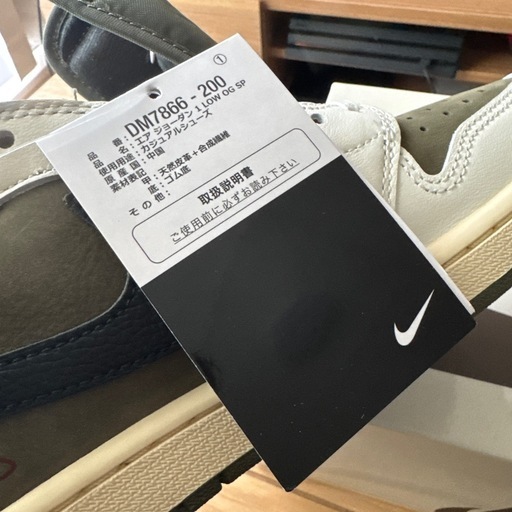 ①
品 番：DM7866 - 200
品 名：エア ジョーダン 1 LOW OG SP
使用用途：カジュアルシューズ
原 産 国：中国
素材表記：甲：天然皮革＋合成繊維
底：ゴム底
そ の 他：
取扱説明書
ご使用前に必ずお読み下さい